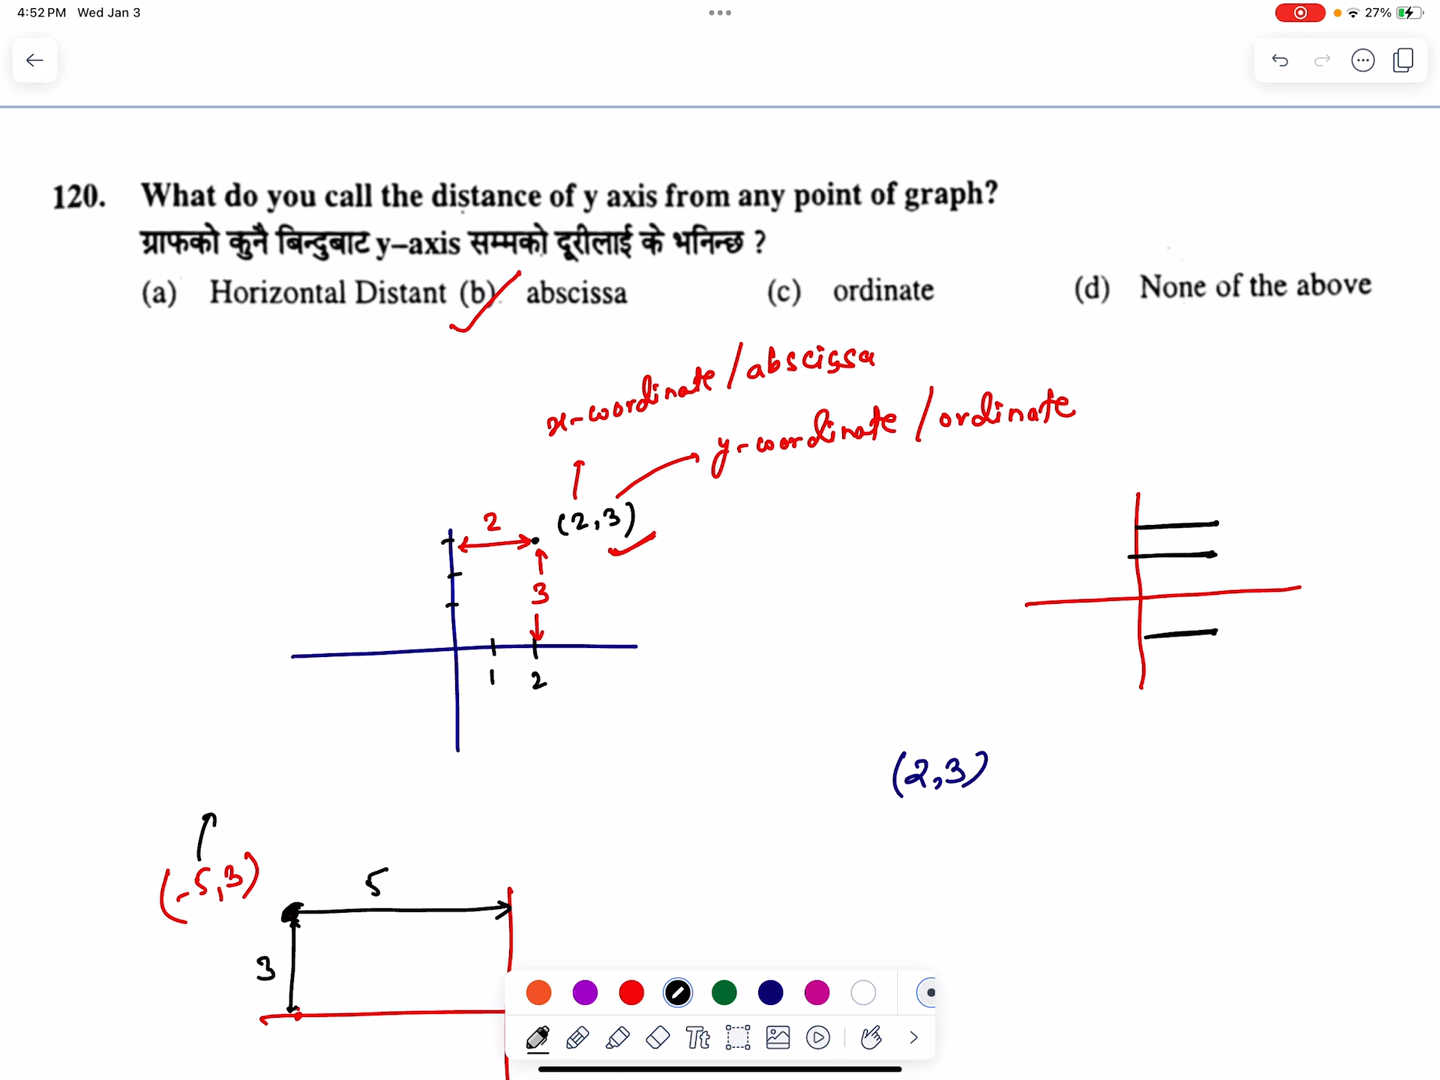 4:52 PM Wed Jan 3
27%
120. What do you call the distance of y axis from any point of graph?
ग्राफको कुनै बिन्दुबाट y-axis सम्मको दूरीलाई के भनिन्छ ?
(a) Horizontal Distant (b) abscissa (c) ordinate (d) None of the above
x-coordinate/abscissa
y-coordinate/ordinate
2
(2,3)
3
1 2
(2,3)
(-5,3)
5
3
Tt